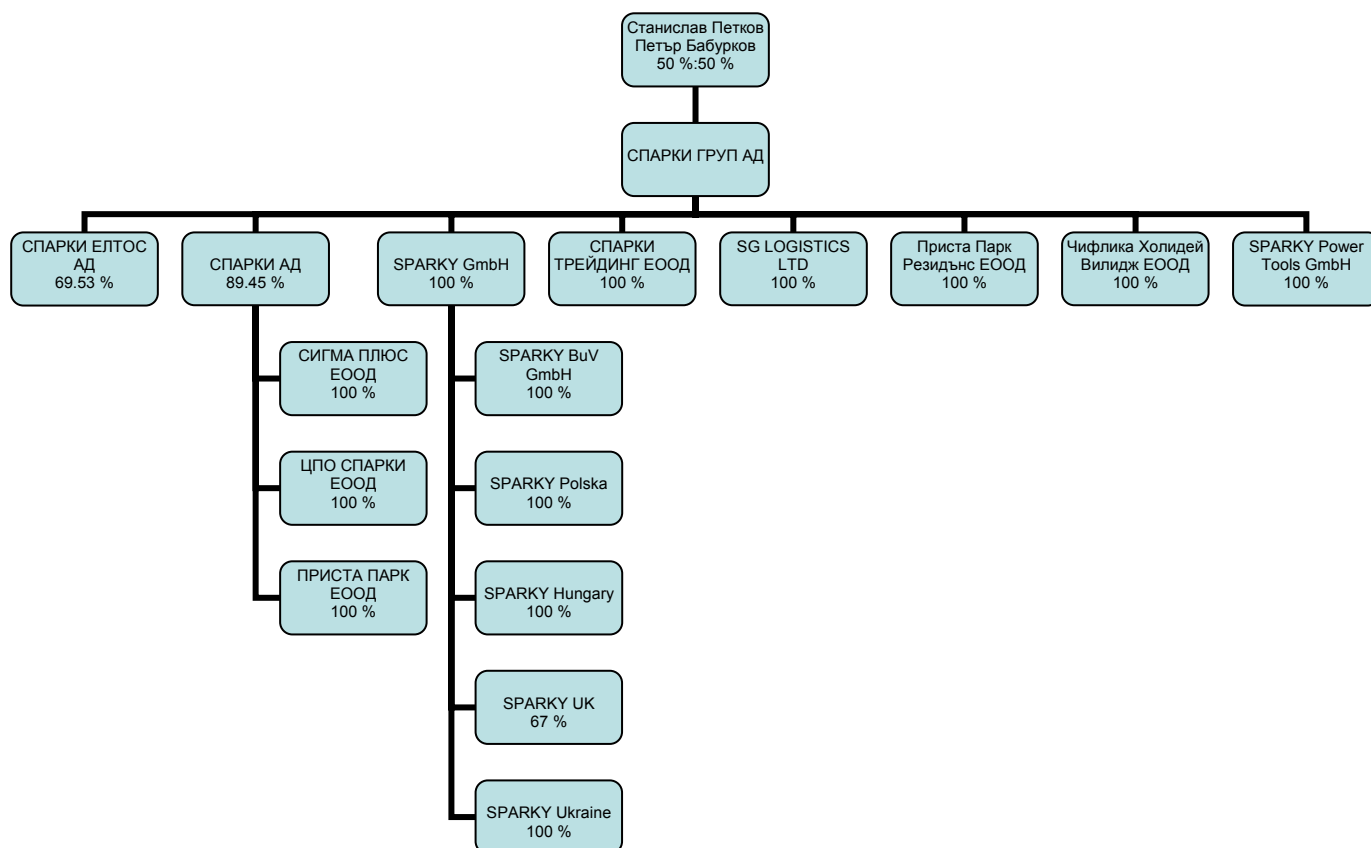 Станислав Петков
Петър Бабурков
50 %:50 %
СПАРКИ ГРУП АД
СПАРКИ ЕЛТОС
АД
69.53 %
СПАРКИ АД
89.45 %
SPARKY GmbH
100 %
СПАРКИ
ТРЕЙДИНГ ЕООД
100 %
SG LOGISTICS
LTD
100 %
Приста Парк
Резидънс ЕООД
100 %
Чифлика Холидей
Вилидж ЕООД
100 %
SPARKY Power
Tools GmbH
100 %
СИГМА ПЛЮС
ЕООД
100 %
ЦПО СПАРКИ
ЕООД
100 %
ПРИСТА ПАРК
ЕООД
100 %
SPARKY BuV
GmbH
100 %
SPARKY Polska
100 %
SPARKY Hungary
100 %
SPARKY UK
67 %
SPARKY Ukraine
100 %